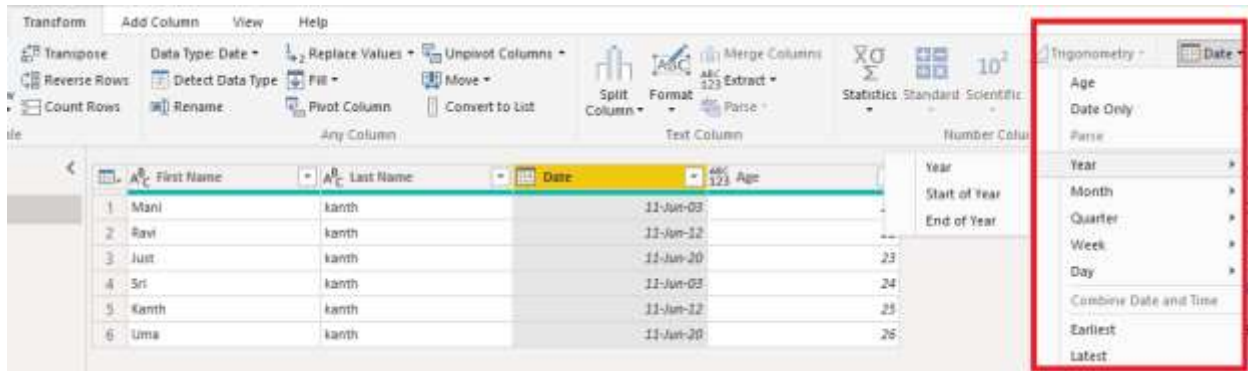 Transform Add Column View Help
Transpose Data Type: Date Replace Values Unpivot Columns Merge Columns Trigonometry Date
Reverse Rows Detect Data Type Fill Move Split Column Format Extract Statistics Standard Scientific
Count Rows Rename Pivot Column Convert to List Parse
Any Column Text Column Number Colu
Age
Date Only
Parse
Year
Month
Quarter
Week
Day
Combine Date and Time
Earliest
Latest
Year
Start of Year
End of Year
First Name Last Name Date Age
1 Mani kanth 11-Jun-03
2 Ravi kanth 11-Jun-12
3 Just kanth 11-Jun-20 23
4 Sri kanth 11-Jun-03 24
5 Kanth kanth 11-Jun-12 25
6 Uma kanth 11-Jun-20 26